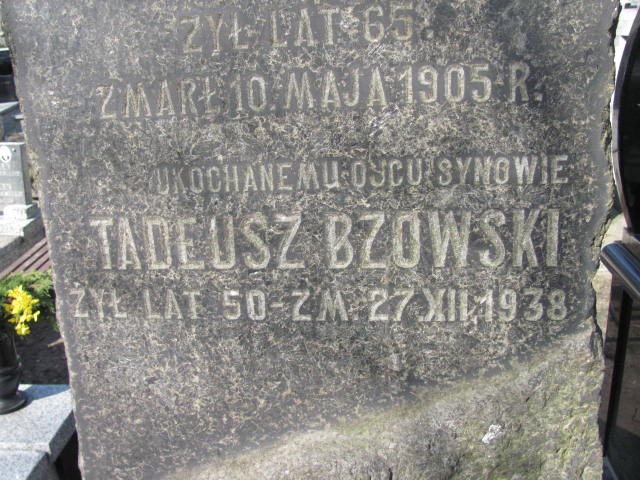 ŻYŁ LAT 65.
ZMARŁ 10 MAJA 1905 R.
UKOCHANEMU OJCU SYNOWIE
TADEUSZ BZOWSKI
ŻYŁ LAT 50-ZM. 27.XII.1938